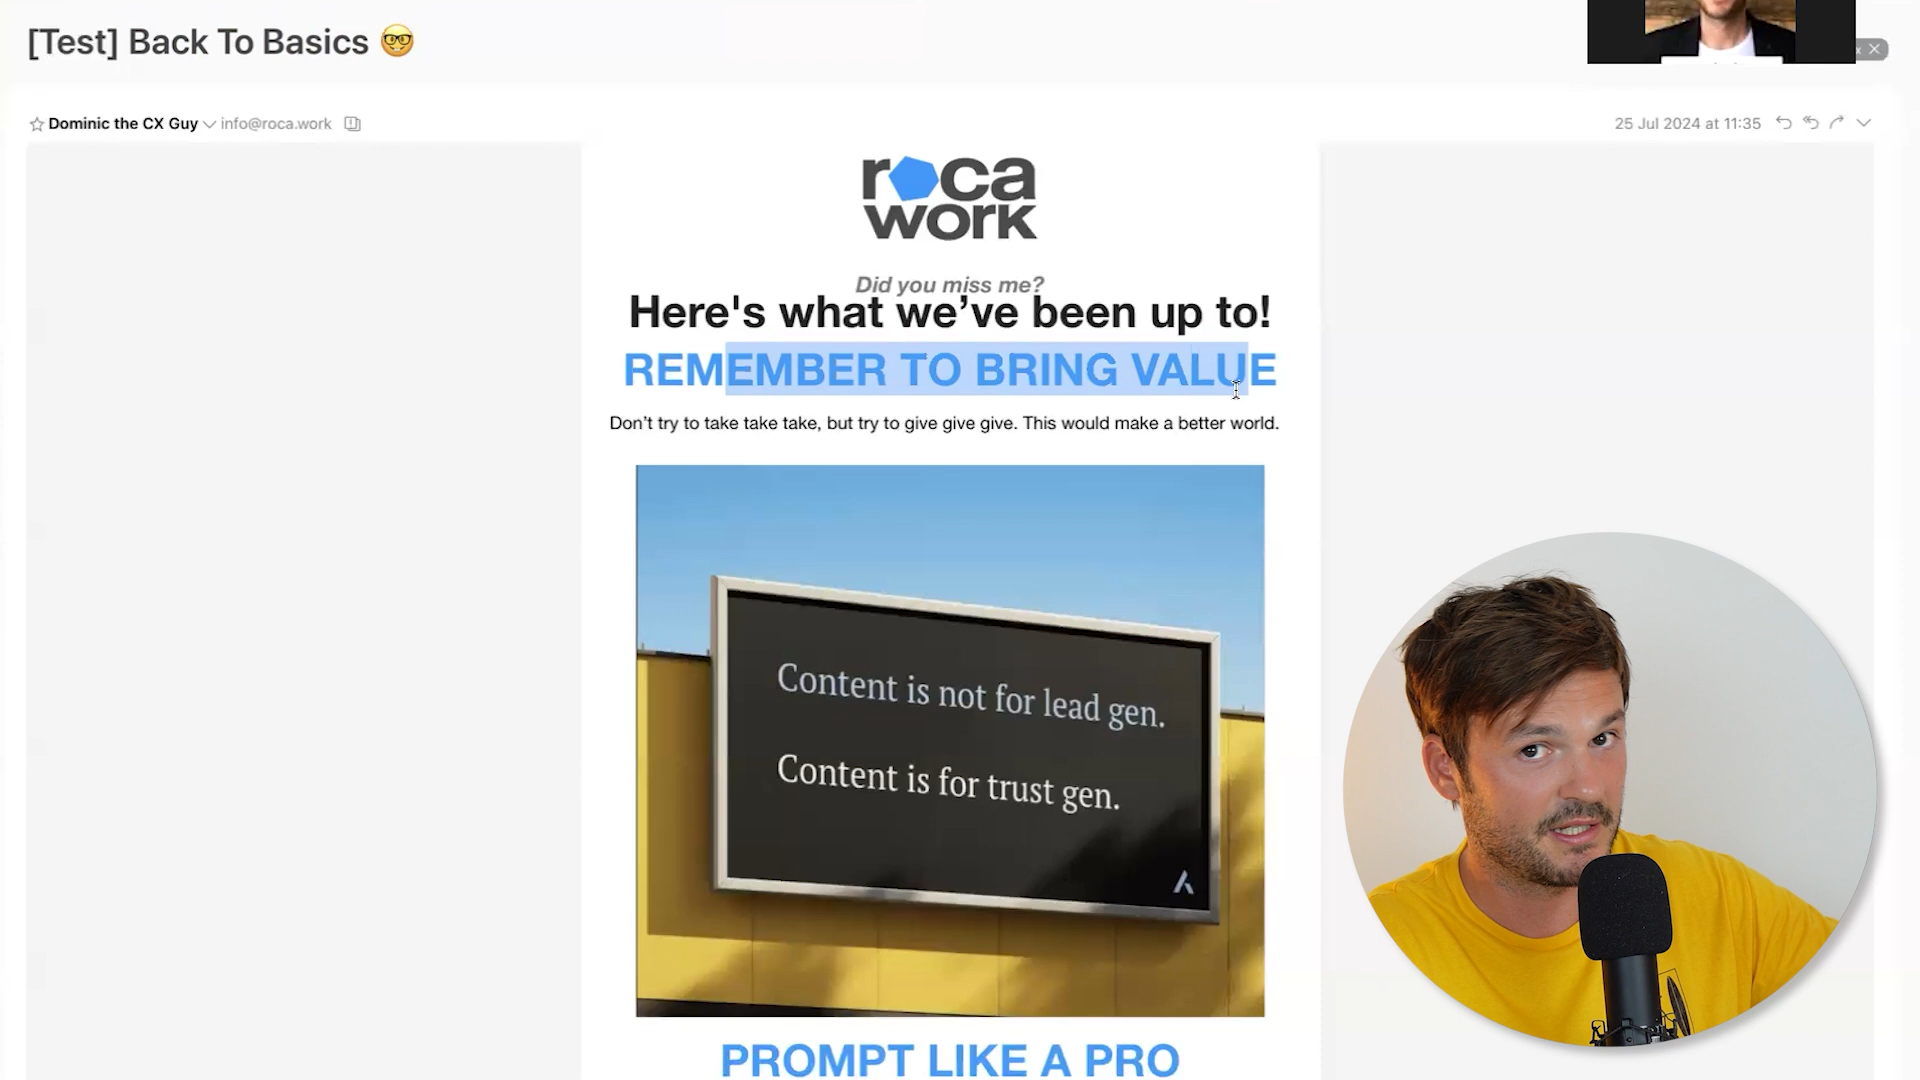 [Test] Back To Basics 🤓
x
Dominic the CX Guy info@roca.work
25 Jul 2024 at 11:35
roca
work
Did you miss me?
Here's what we’ve been up to!
REMEMBER TO BRING VALUE
Don’t try to take take take, but try to give give give. This would make a better world.
Content is not for lead gen.
Content is for trust gen.
PROMPT LIKE A PRO